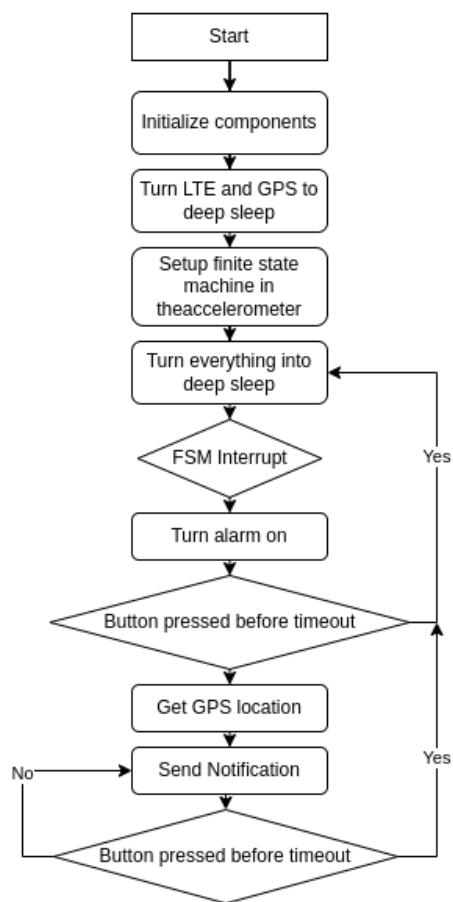 Start
Initialize components
Turn LTE and GPS to
deep sleep
Setup finite state
machine in
theaccelerometer
Turn everything into
deep sleep
FSM Interrupt
Yes
Turn alarm on
Button pressed before timeout
Get GPS location
Yes
No
Send Notification
Button pressed before timeout